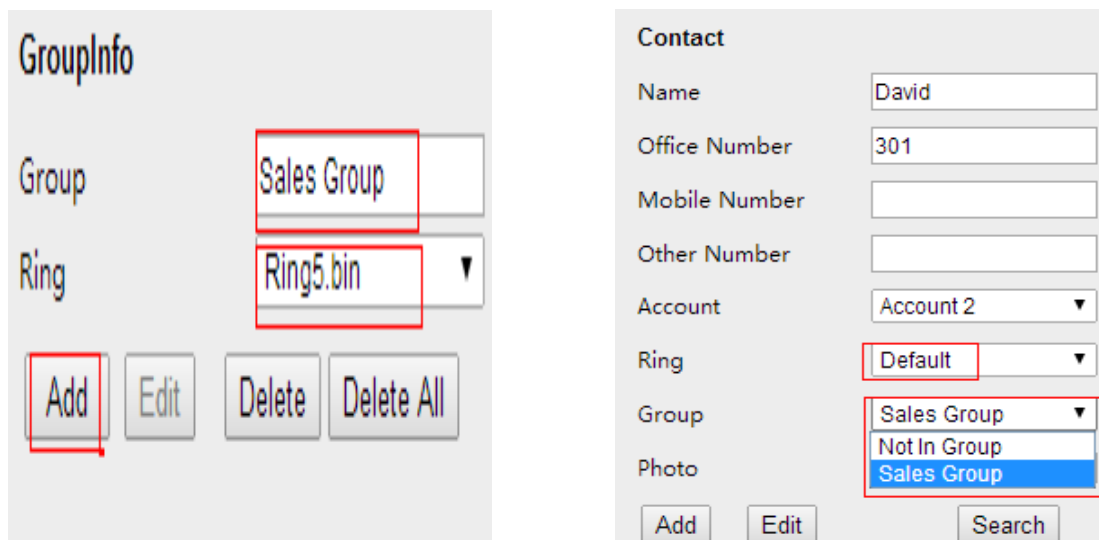 GroupInfo
Group Sales Group
Ring Ring5.bin
Add Edit Delete Delete All
Contact
Name David
Office Number 301
Mobile Number
Other Number
Account Account 2
Ring Default
Group Sales Group
Not In Group
Photo Sales Group
Add Edit Search